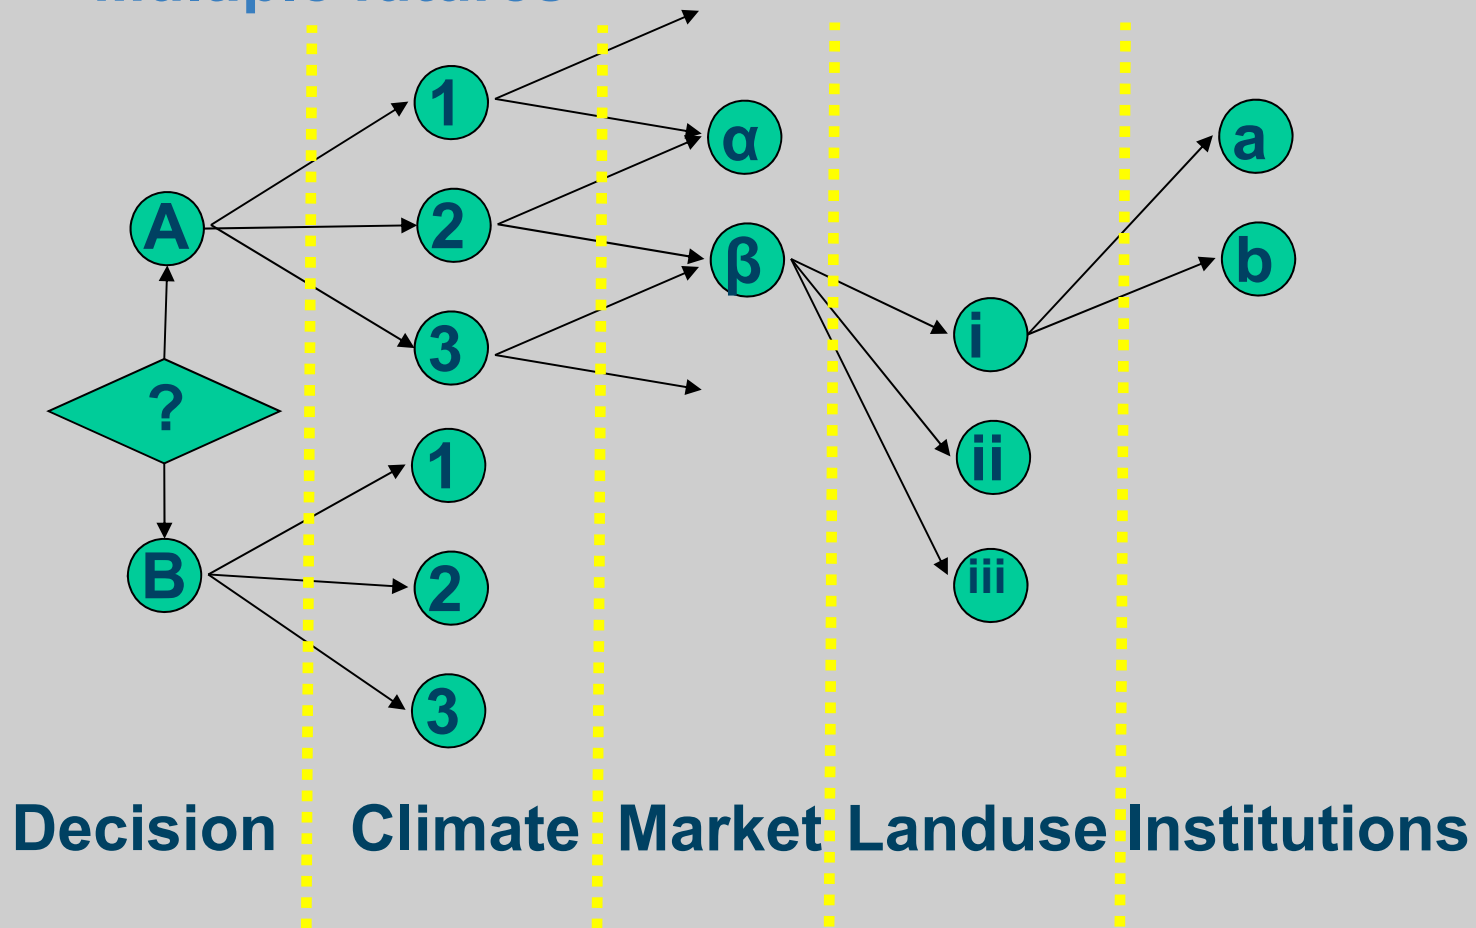 1
α
a
A
2
β
b
3
i
?
1
ii
B
2
iii
3
Decision
Climate
Market
Landuse
Institutions